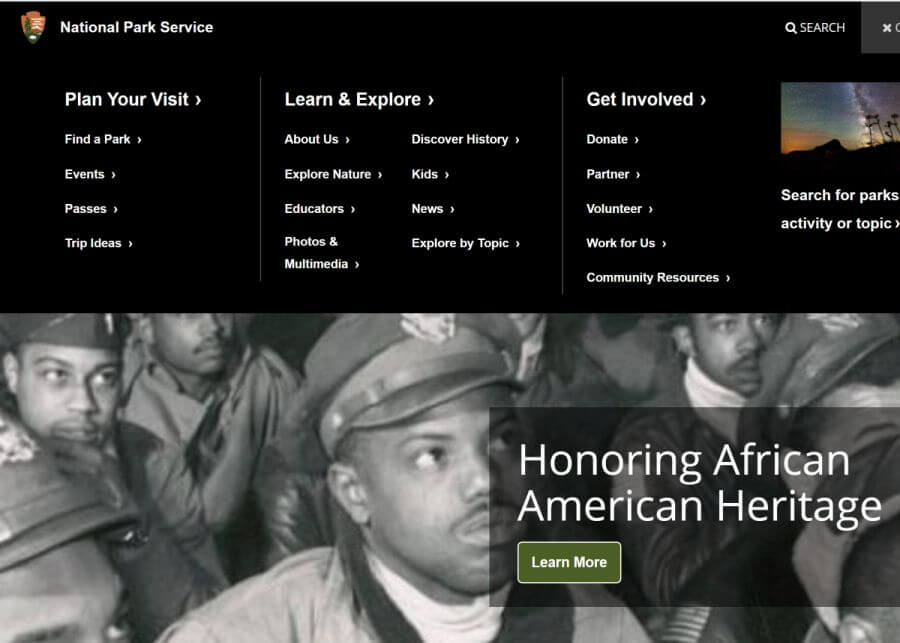 National Park Service
SEARCH
Plan Your Visit ›
Find a Park ›
Events ›
Passes ›
Trip Ideas ›
Learn & Explore ›
About Us ›
Explore Nature ›
Educators ›
Photos &
Multimedia ›
Discover History ›
Kids ›
News ›
Explore by Topic ›
Get Involved ›
Donate ›
Partner ›
Volunteer ›
Work for Us ›
Community Resources ›
Search for parks
activity or topic ›
Honoring African
American Heritage
Learn More